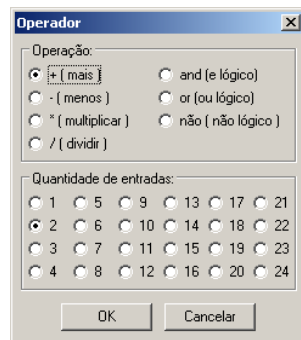 Operador
Operação:
+ ( mais ) and (e lógico)
- ( menos ) or (ou lógico)
* ( multiplicar ) não ( não lógico )
/ ( dividir )
Quantidade de entradas:
1 5 9 13 17 21
2 6 10 14 18 22
3 7 11 15 19 23
4 8 12 16 20 24
OK Cancelar